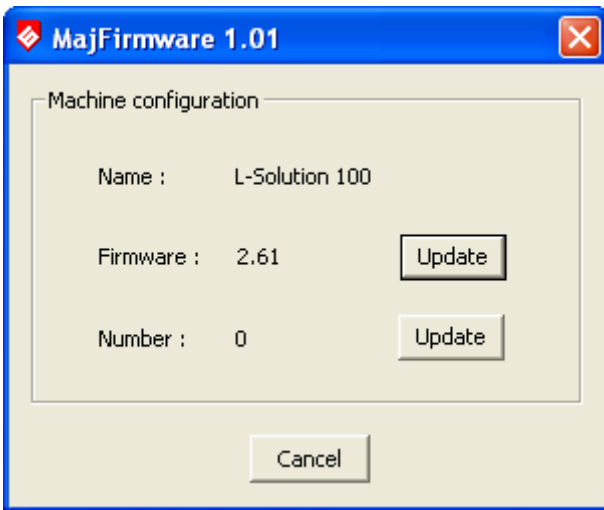 MajFirmware 1.01
Machine configuration
Name : L-Solution 100
Firmware : 2.61 Update
Number : 0 Update
Cancel